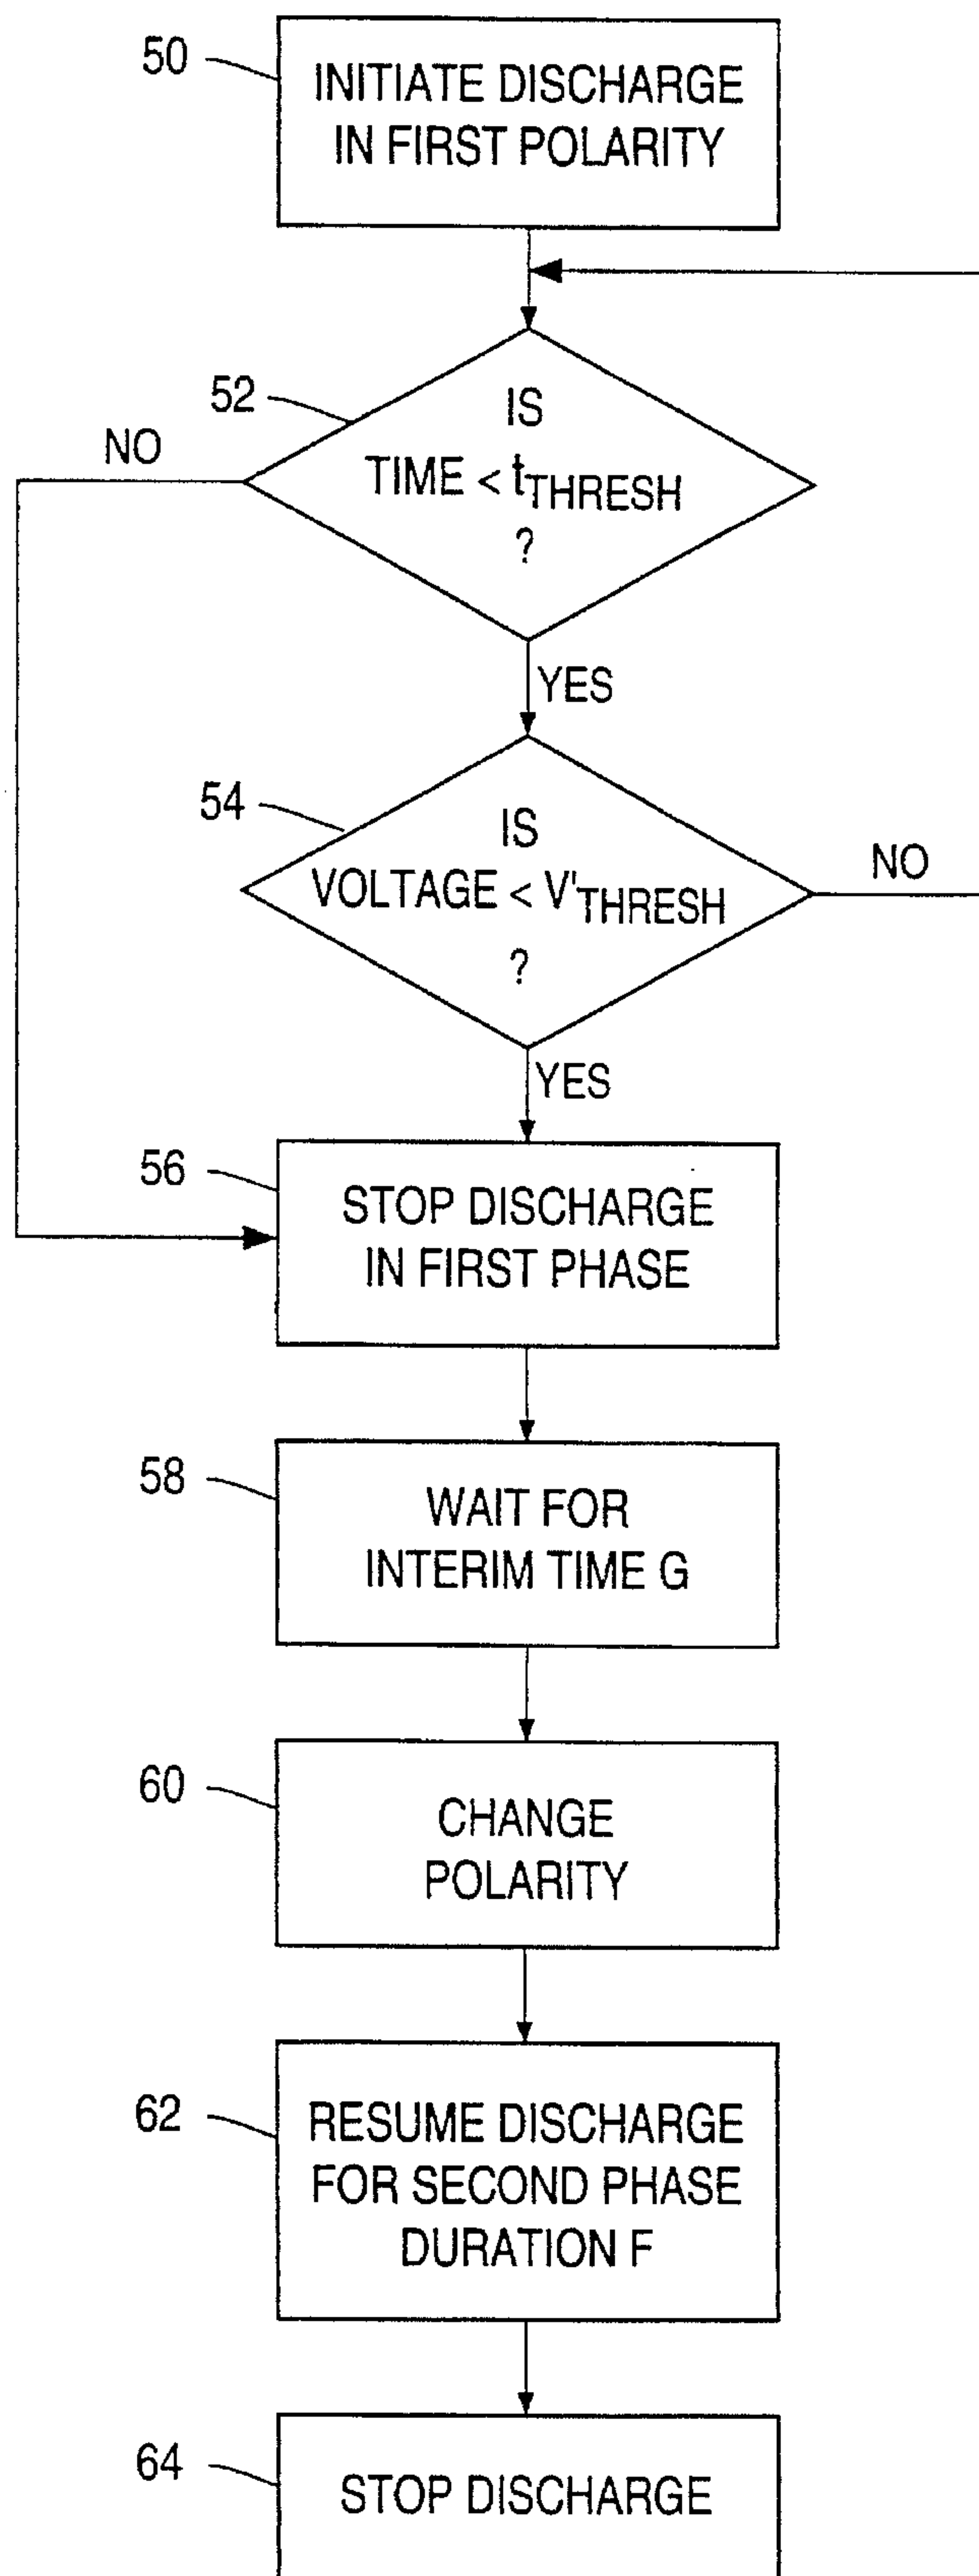 50
INITIATE DISCHARGE
IN FIRST POLARITY
52
NO
IS
TIME < tTHRESH
?
YES
54
IS
VOLTAGE < V'THRESH
?
NO
YES
56
STOP DISCHARGE
IN FIRST PHASE
58
WAIT FOR
INTERIM TIME G
60
CHANGE
POLARITY
62
RESUME DISCHARGE
FOR SECOND PHASE
DURATION F
64
STOP DISCHARGE